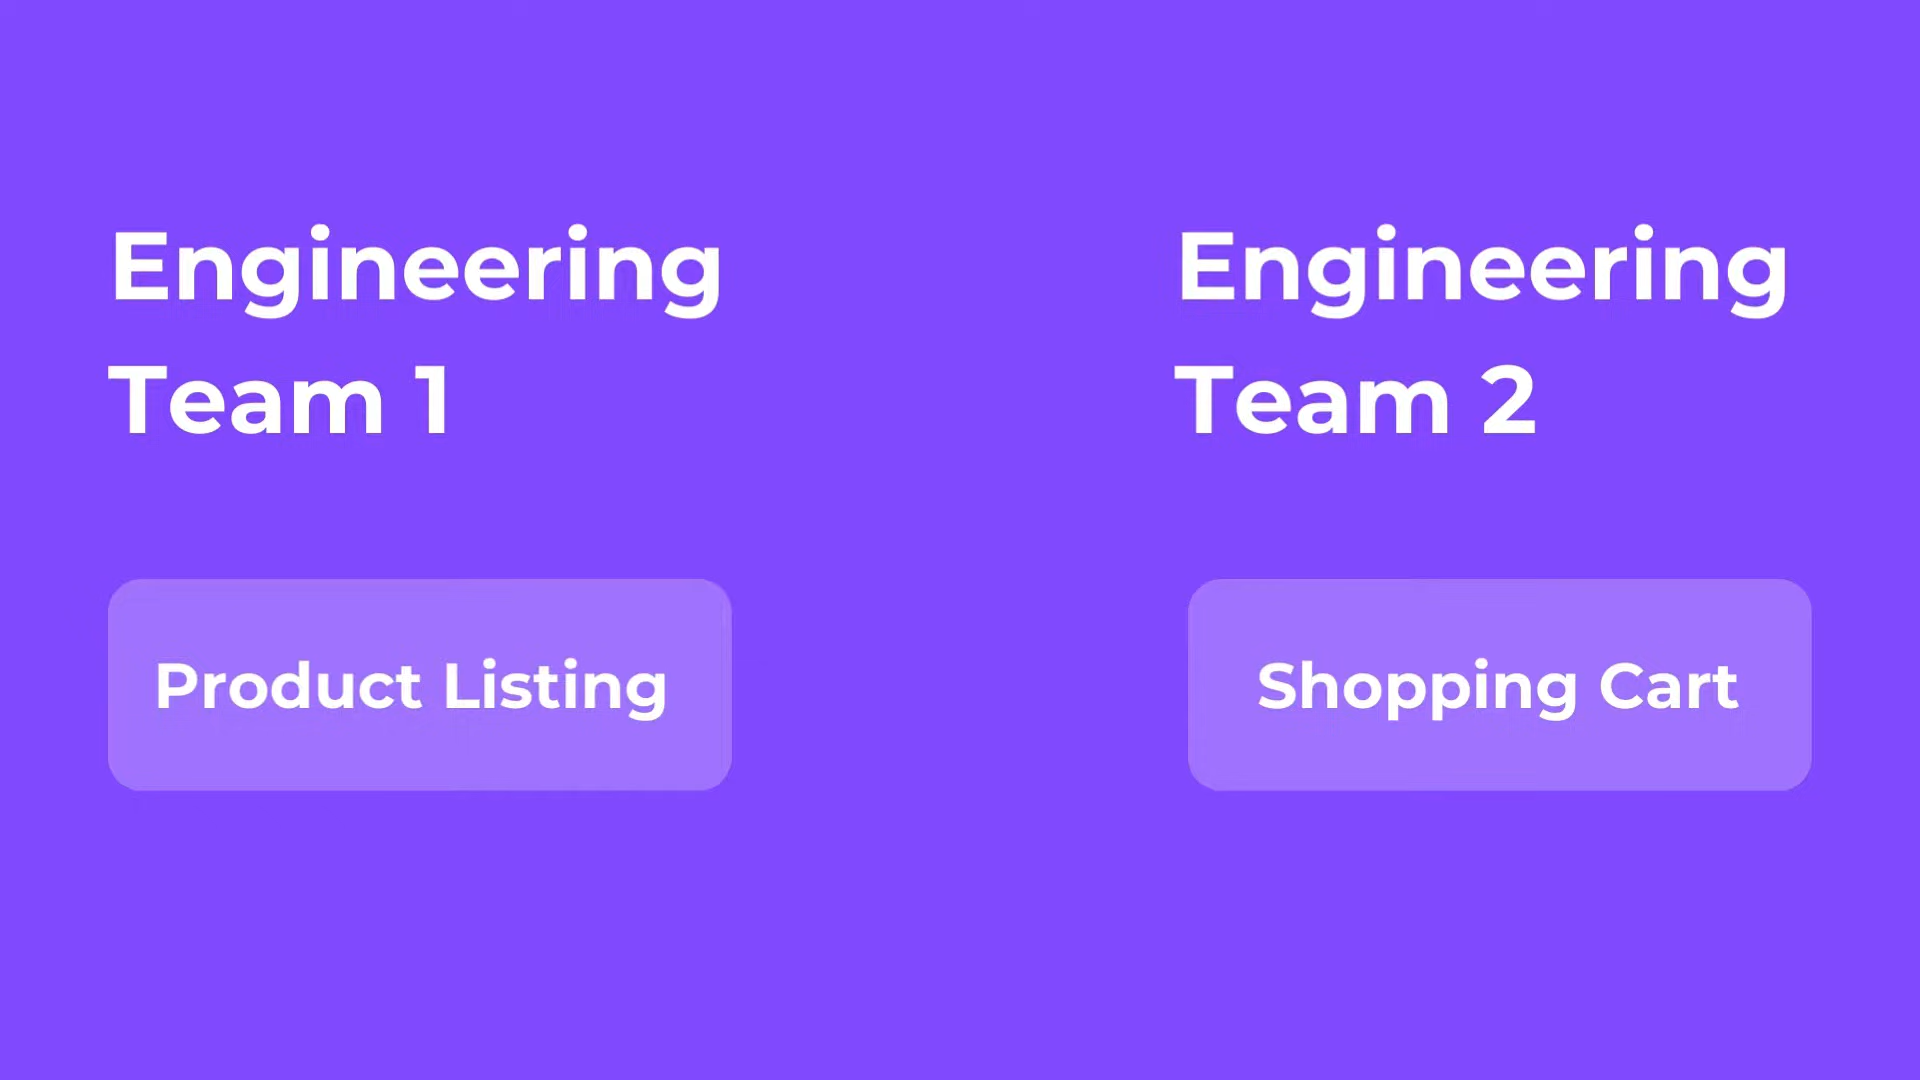 Engineering
Team 1
Product Listing
Engineering
Team 2
Shopping Cart